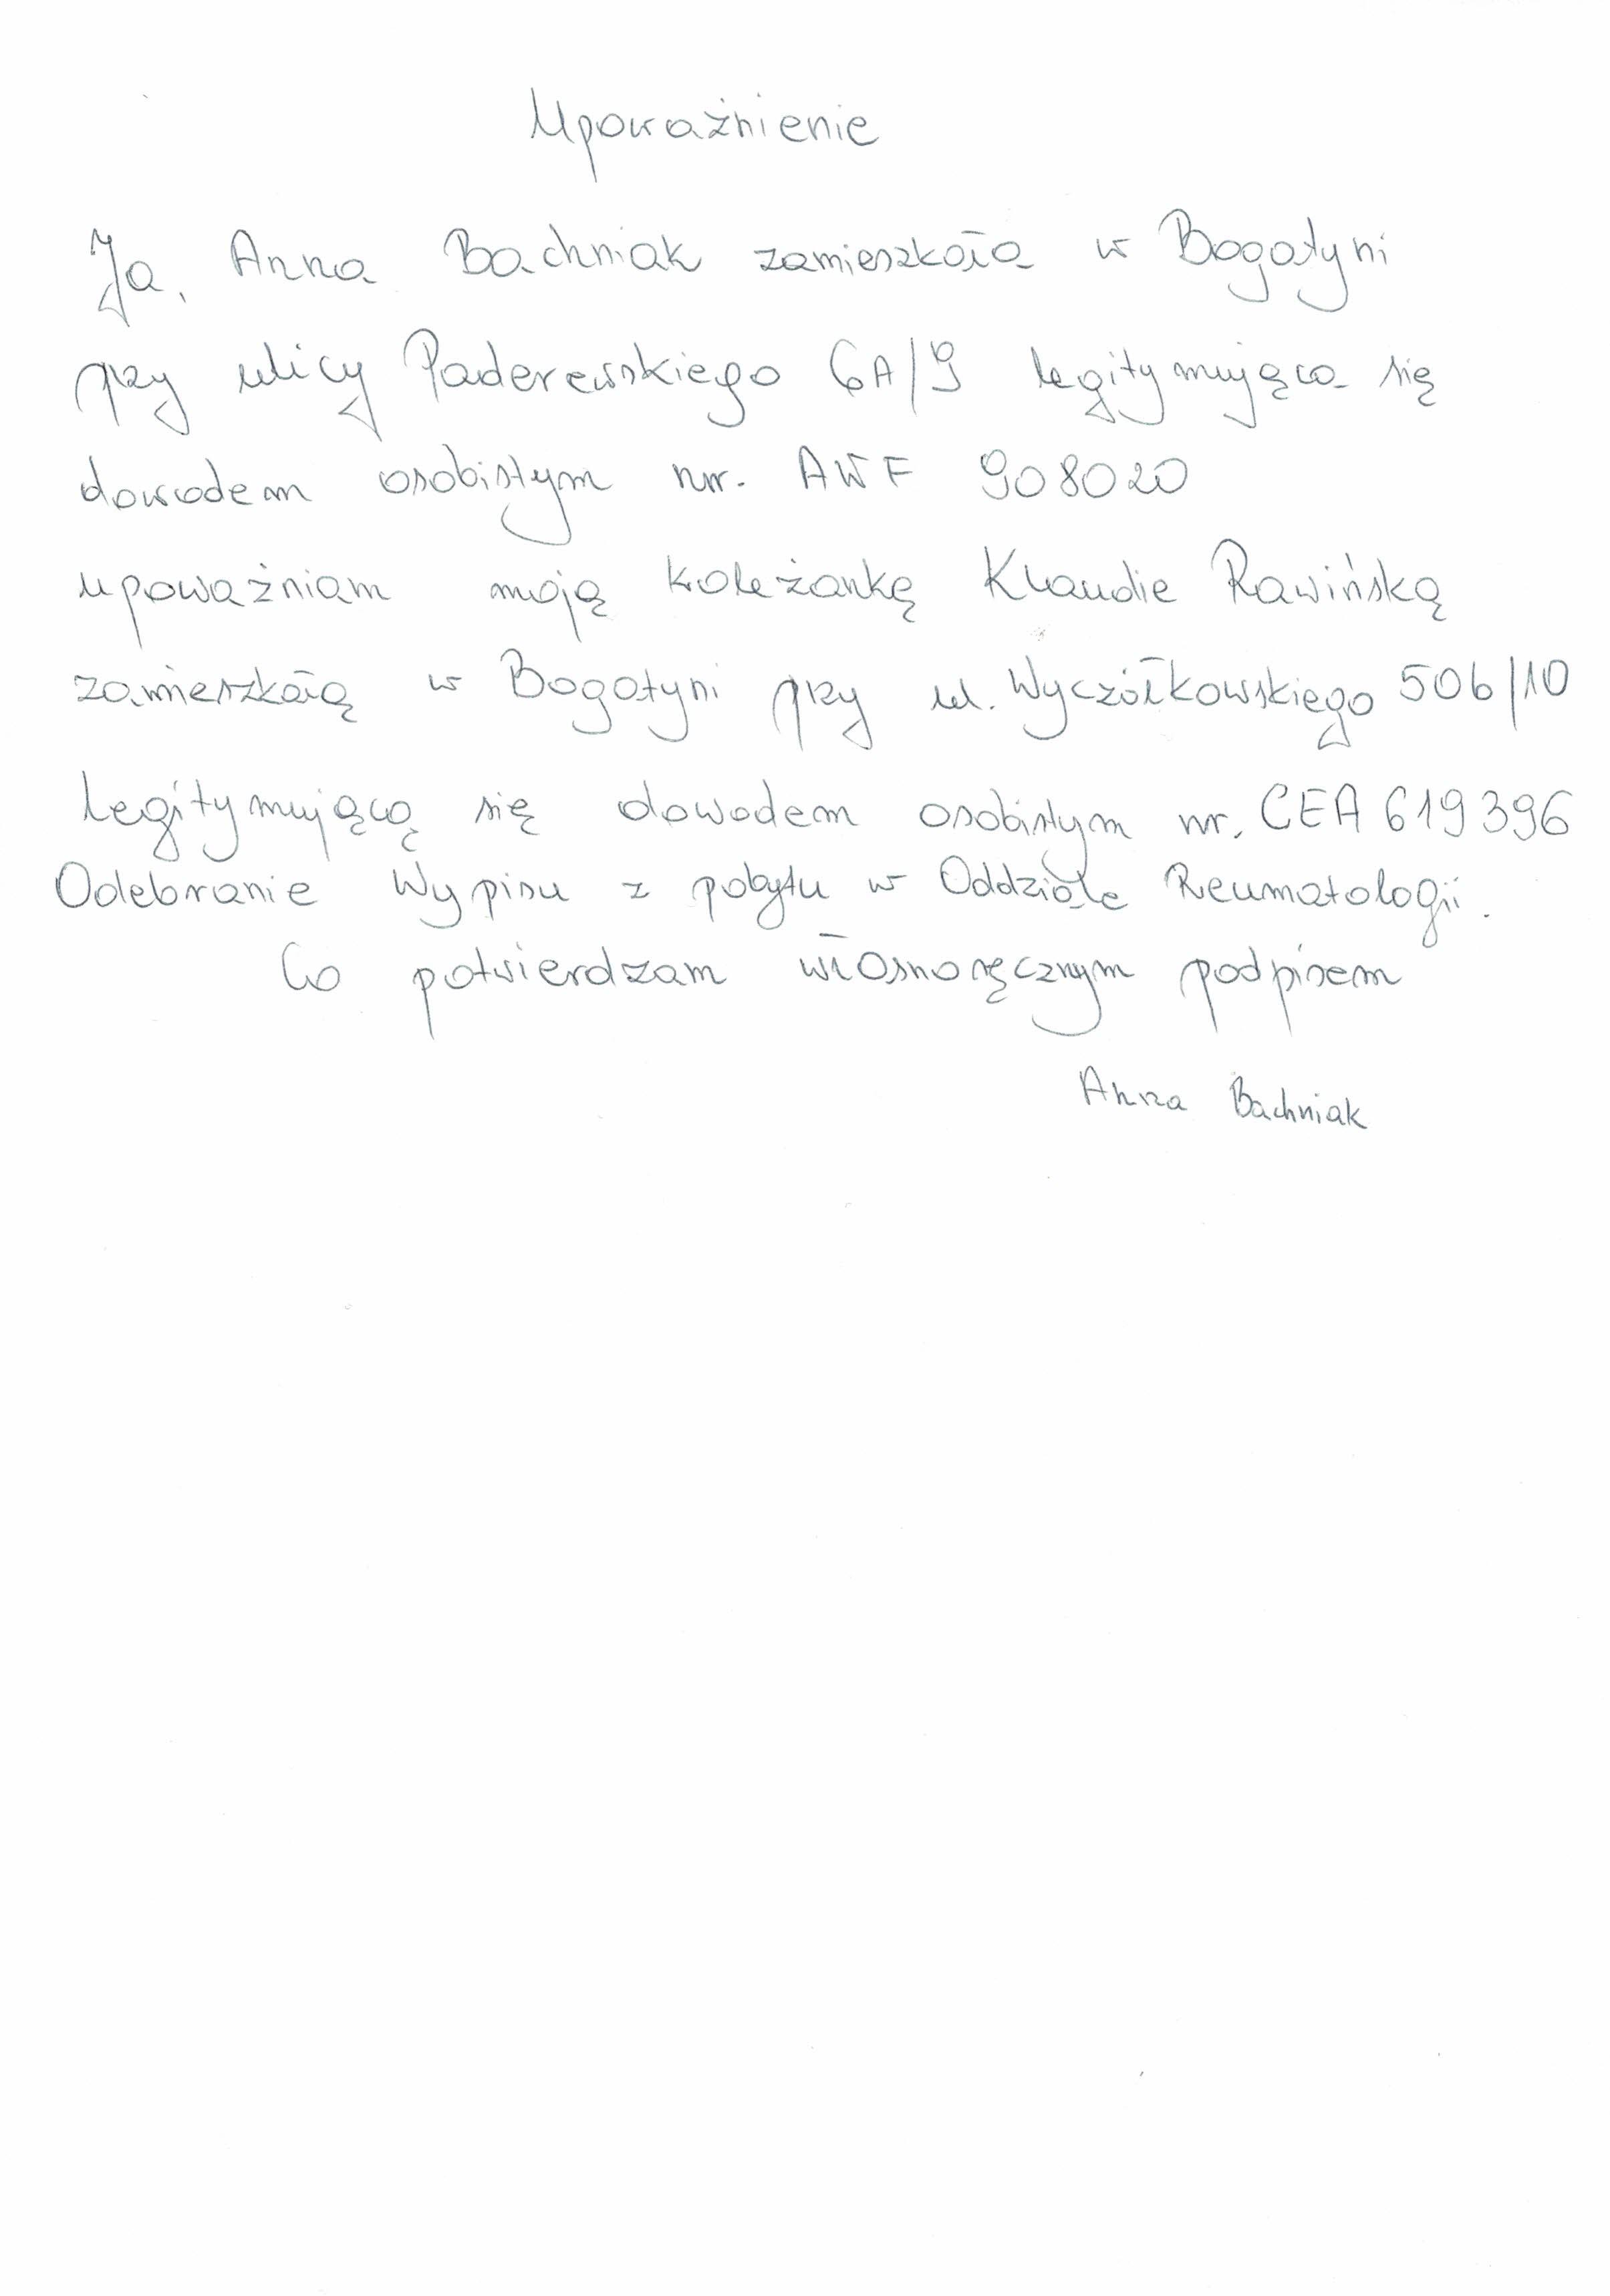 Upoważnienie
Ja, Anna Bachniak zamieszkała w Bogatyni
przy ulicy Paderewskiego 6A/9 legitymująca się
dowodem osobistym nr. AWF 908020
upoważniam moją koleżankę Klaudie Rawińską
zamieszkałą w Bogatyni przy ul. Wyczółkowskiego 506/10
Legitymującą się dowodem osobistym nr. CEA 619396
Odebranie Wypisu z pobytu w Oddziale Reumatologii.
Co potwierdzam własnoręcznym podpisem
Anna Bachniak